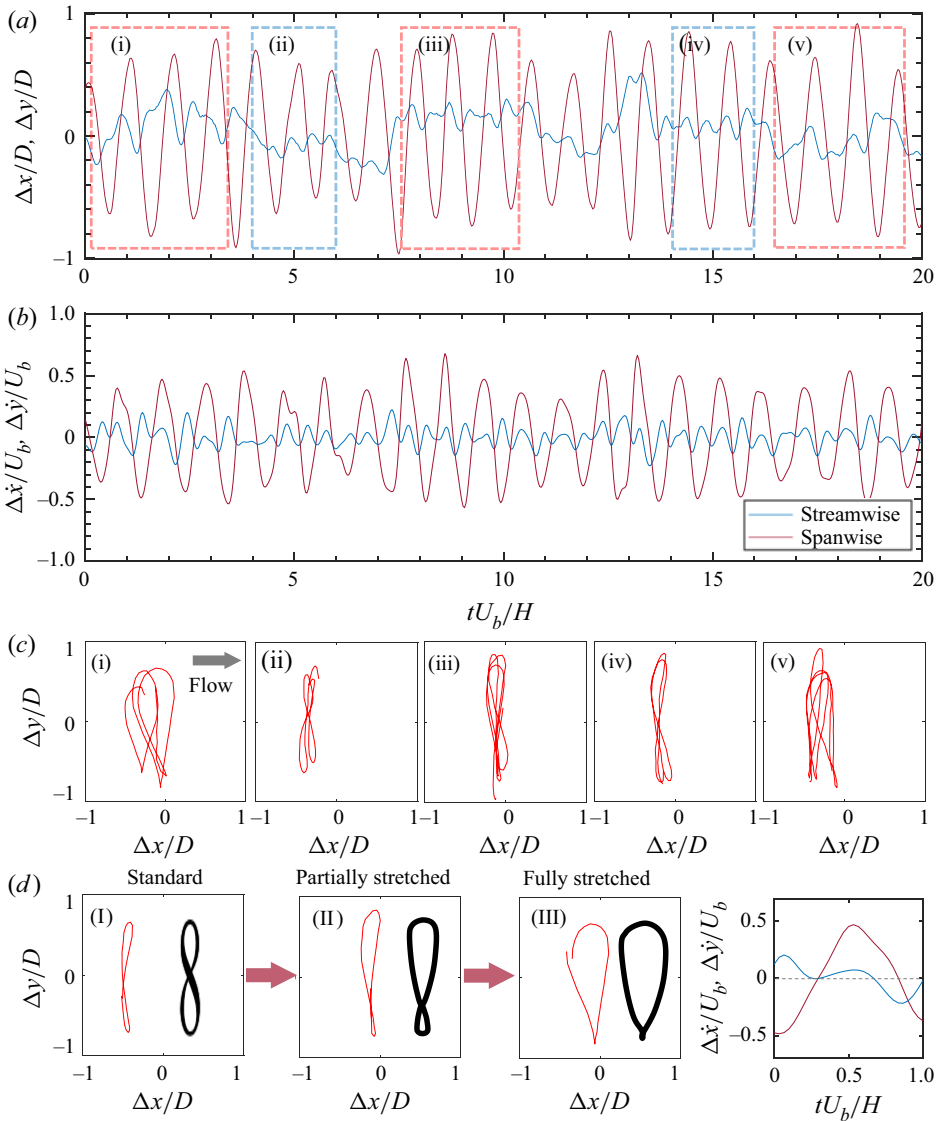 (a)
1
(i)
(ii)
(iii)
(iv)
(v)
Δx/D, Δy/D
0
–1
0
5
10
15
20
(b)
1.0
0.5
Δẋ/U_b, Δẏ/U_b
0
–0.5
–1.0
Streamwise
Spanwise
0
5
10
15
20
tU_b/H
(c)
1
(i)
(ii)
(iii)
(iv)
(v)
Flow
Δy/D
0
–1
–1
0
1
–1
0
1
–1
0
1
–1
0
1
–1
0
1
Δx/D
Δx/D
Δx/D
Δx/D
Δx/D
(d)
Standard
Partially stretched
Fully stretched
1
(I)
(II)
(III)
Δy/D
0
–1
–1
0
1
–1
0
1
–1
0
1
Δx/D
Δx/D
Δx/D
Δẋ/U_b, Δẏ/U_b
0.5
0
–0.5
0
0.5
1.0
tU_b/H